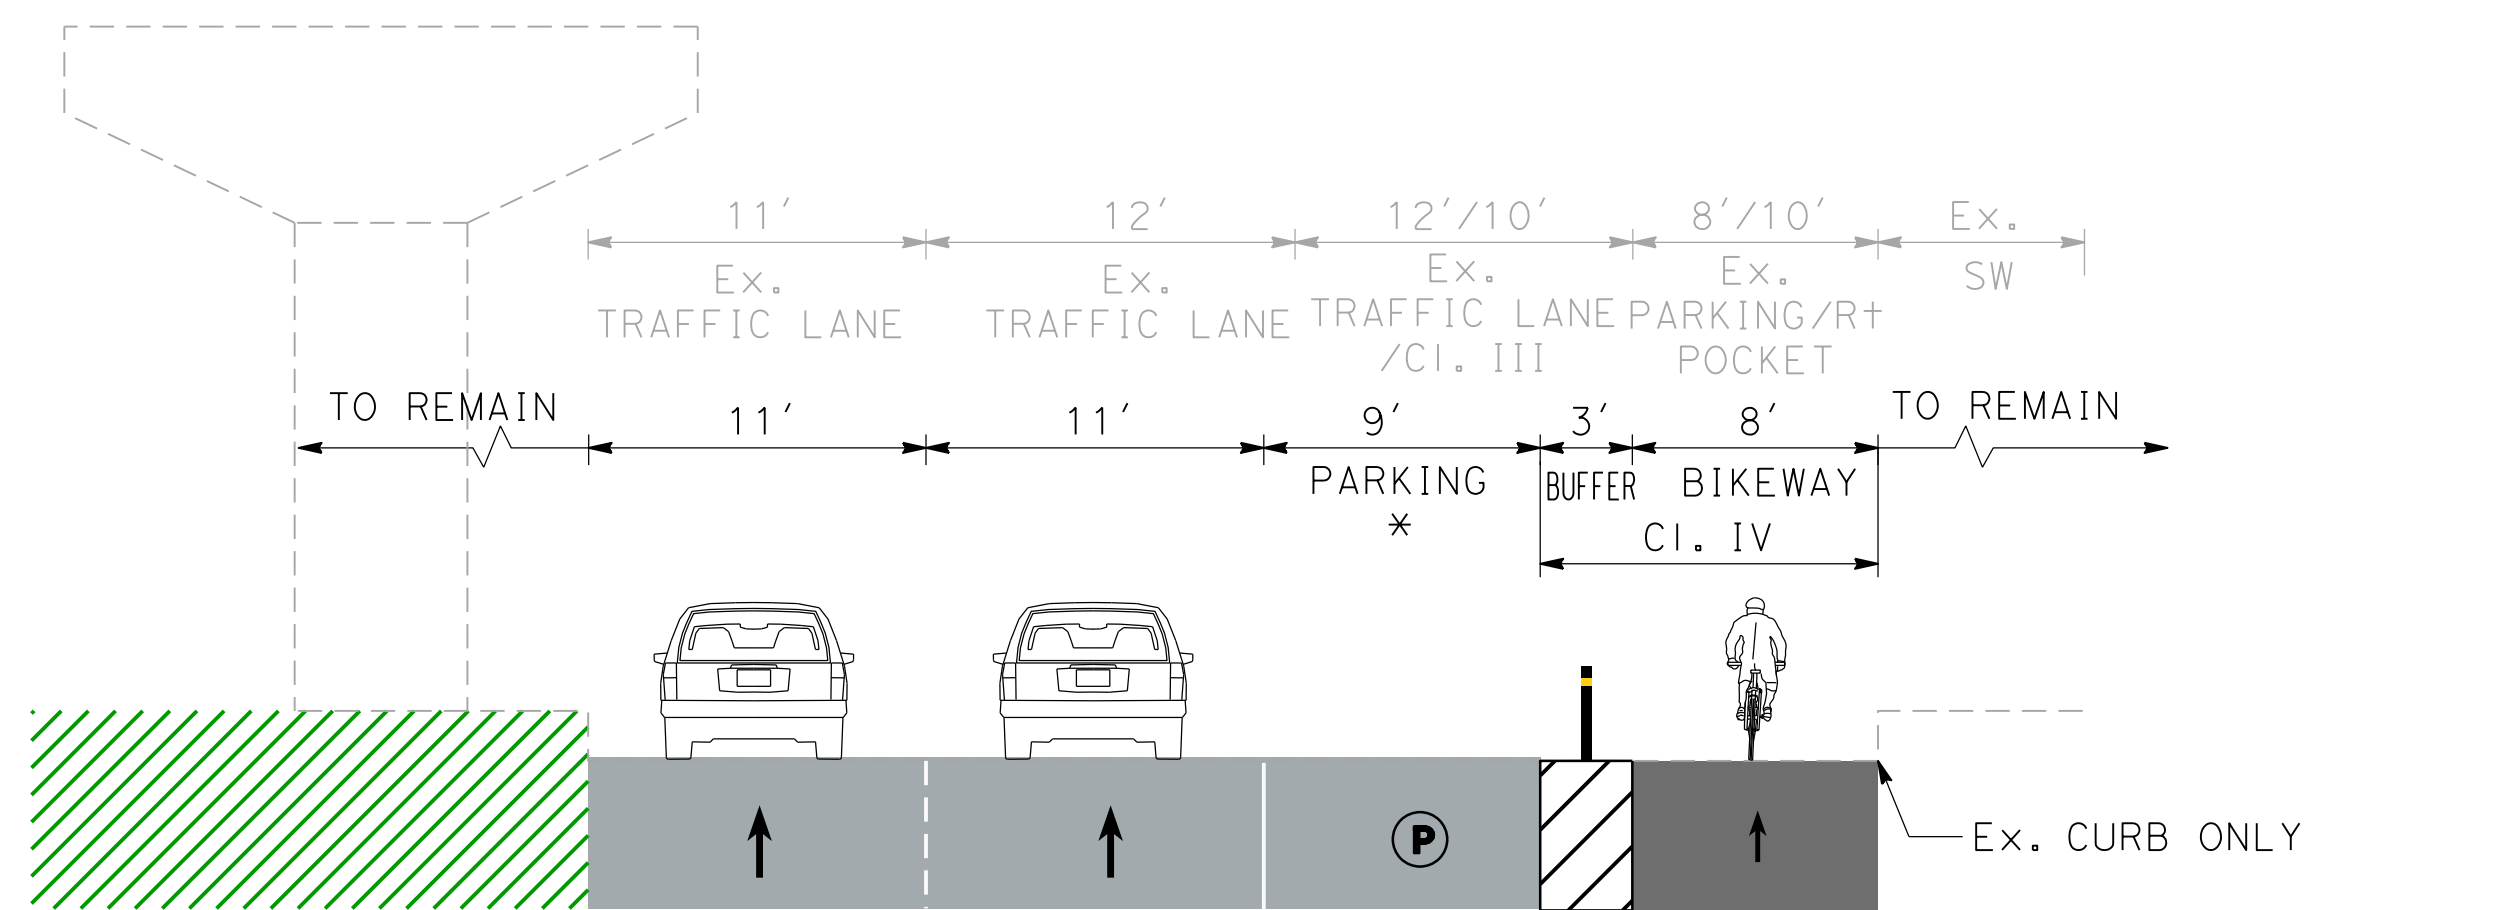 11' 12' 12'/10' 8'/10' Ex.
Ex. Ex. Ex. Ex. SW
TRAFFIC LANE TRAFFIC LANE TRAFFIC LANE PARKING/R+
/Cl. III POCKET
TO REMAIN 11' 11' 9' 3' 8' TO REMAIN
PARKING BUFFER BIKEWAY
*
Cl. IV
P
Ex CURB ONLY